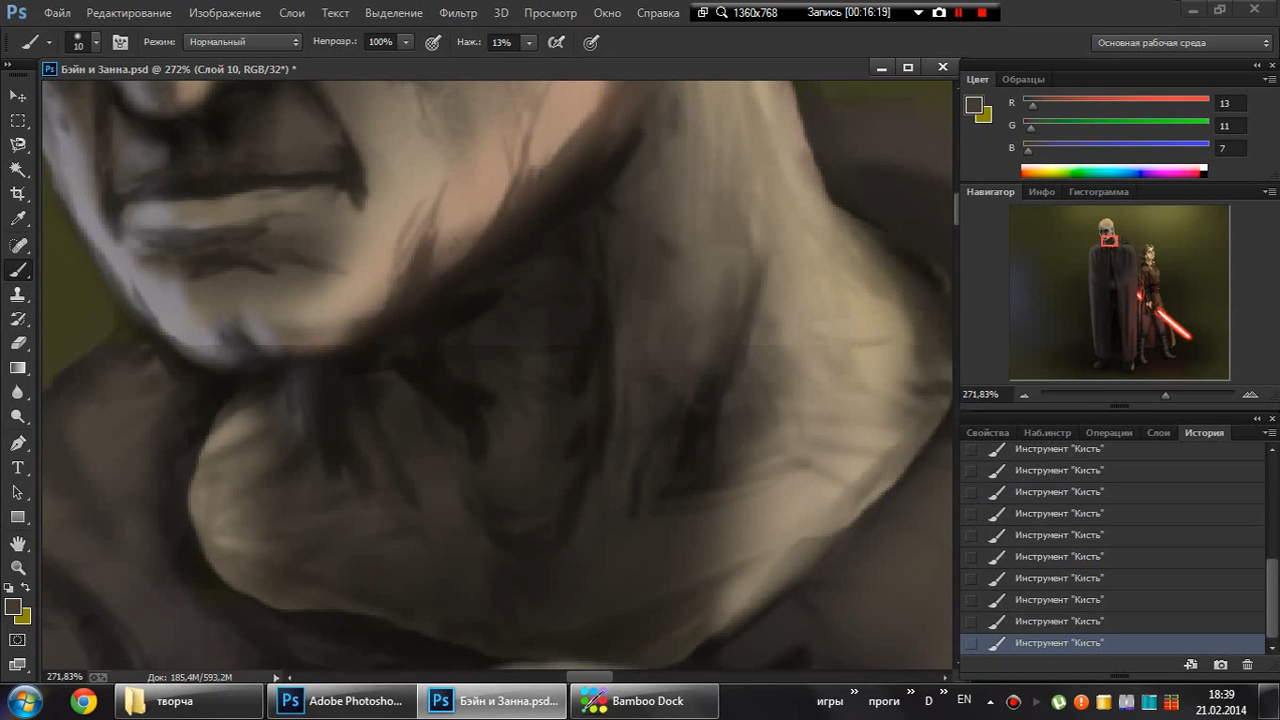 Ps Файл Редактирование Изображение Слои Текст Выделение Фильтр 3D Просмотр Окно Справка 1360x768 Запись [00:16:19]
10 Режим: Нормальный Непрозр.: 100% Наж.: 13% Основная рабочая среда
Ps Бэйн и Занна.psd @ 272% (Слой 10, RGB/32*) *
Цвет Образцы
R 13
G 11
B 7
Навигатор Инфо Гистограмма
271,83%
Свойства Наб.инстр Операции Слои История
Инструмент "Кисть"
Инструмент "Кисть"
Инструмент "Кисть"
Инструмент "Кисть"
Инструмент "Кисть"
Инструмент "Кисть"
Инструмент "Кисть"
Инструмент "Кисть"
Инструмент "Кисть"
Инструмент "Кисть"
271,83% Док: 185,4M/593,2M
творча Ps Adobe Photosho... Ps Бэйн и Занна.psd... Bamboo Dock игры » проги » D » EN 18:39
21.02.2014